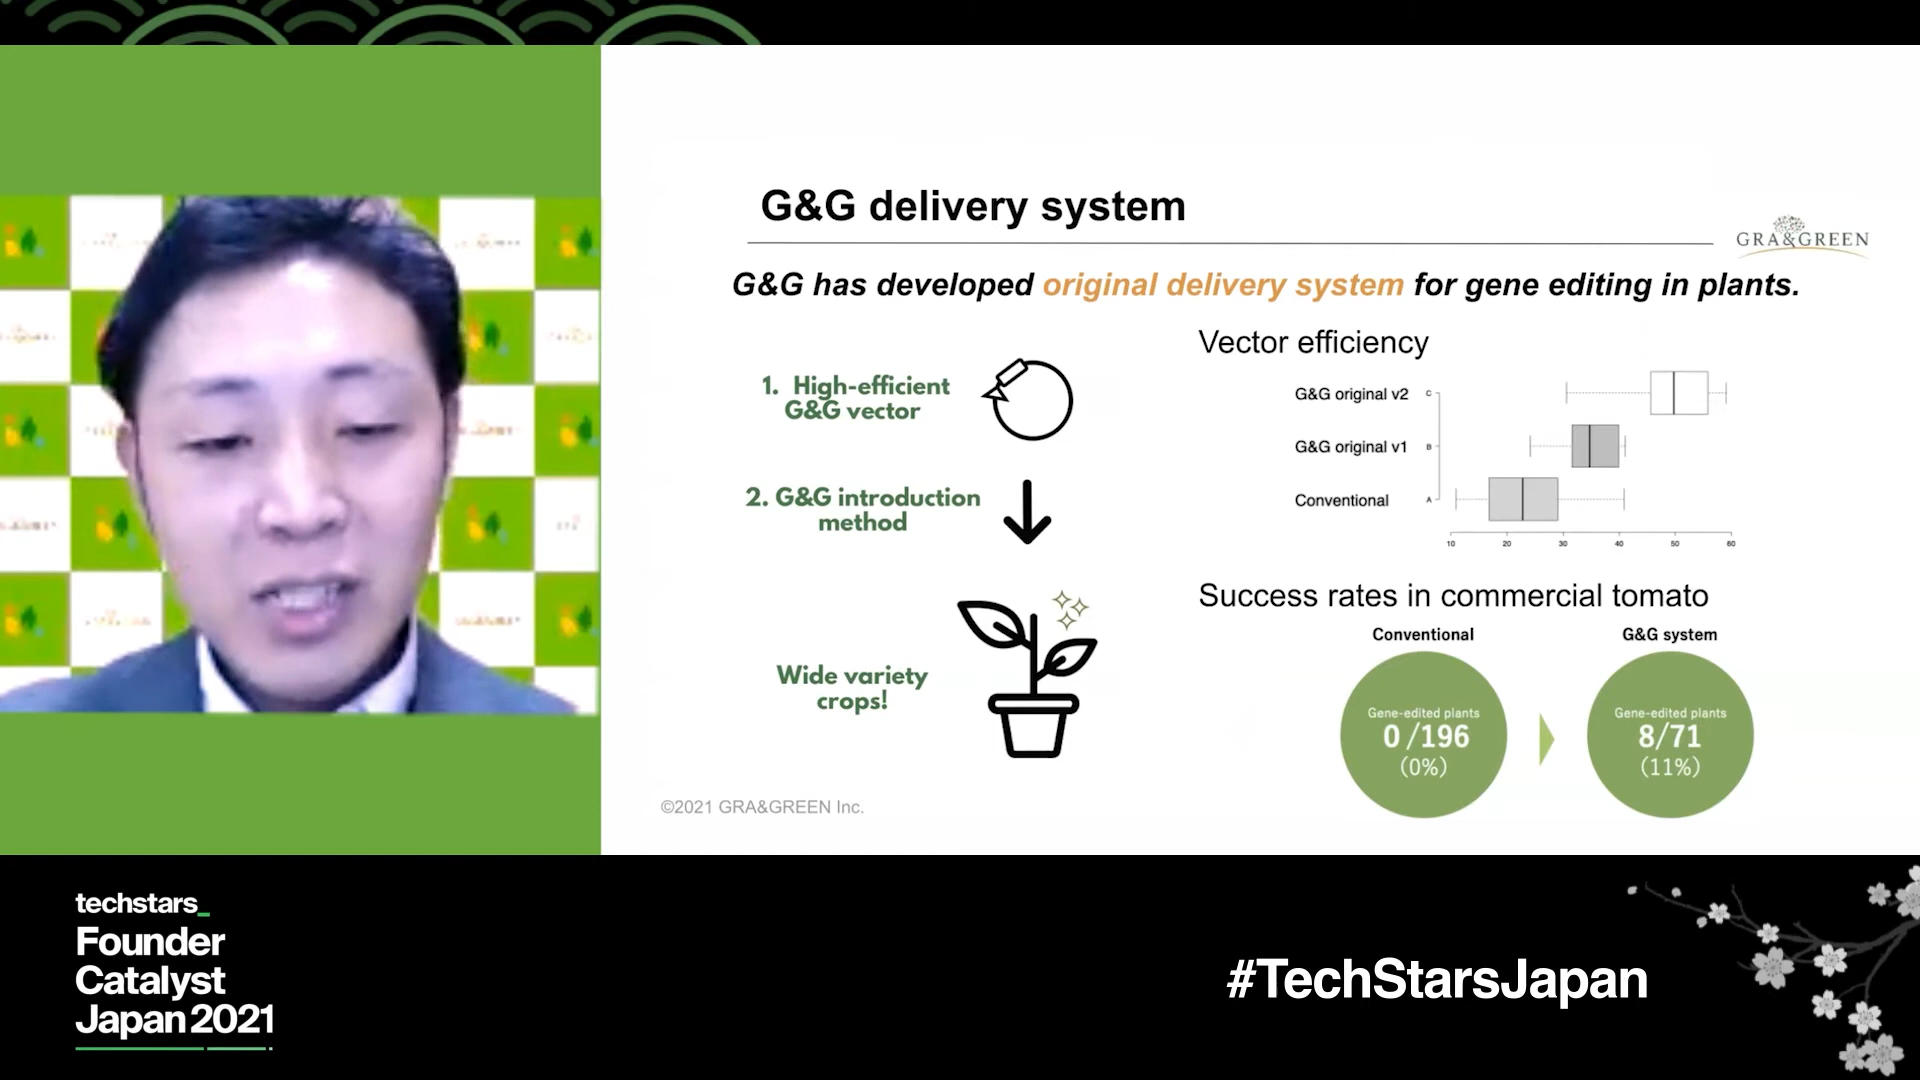 G&G delivery system
GRA&GREEN
G&G has developed original delivery system for gene editing in plants.
1. High-efficient
G&G vector
2. G&G introduction
method
Wide variety
crops!
Vector efficiency
G&G original v2
C
G&G original v1
B
Conventional
A
10 20 30 40 50 60
Success rates in commercial tomato
Conventional
G&G system
Gene-edited plants
0 /196
(0%)
Gene-edited plants
8/71
(11%)
©2021 GRA&GREEN Inc.
techstars_
Founder
Catalyst
Japan 2021
#TechStarsJapan